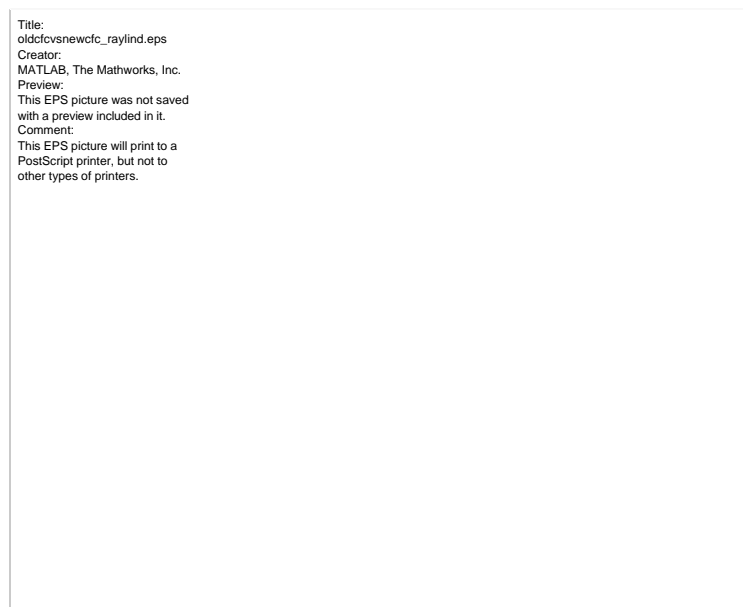 Title:
oldcfcvsnewcfc_raylind.eps
Creator:
MATLAB, The Mathworks, Inc.
Preview:
This EPS picture was not saved
with a preview included in it.
Comment:
This EPS picture will print to a
PostScript printer, but not to
other types of printers.